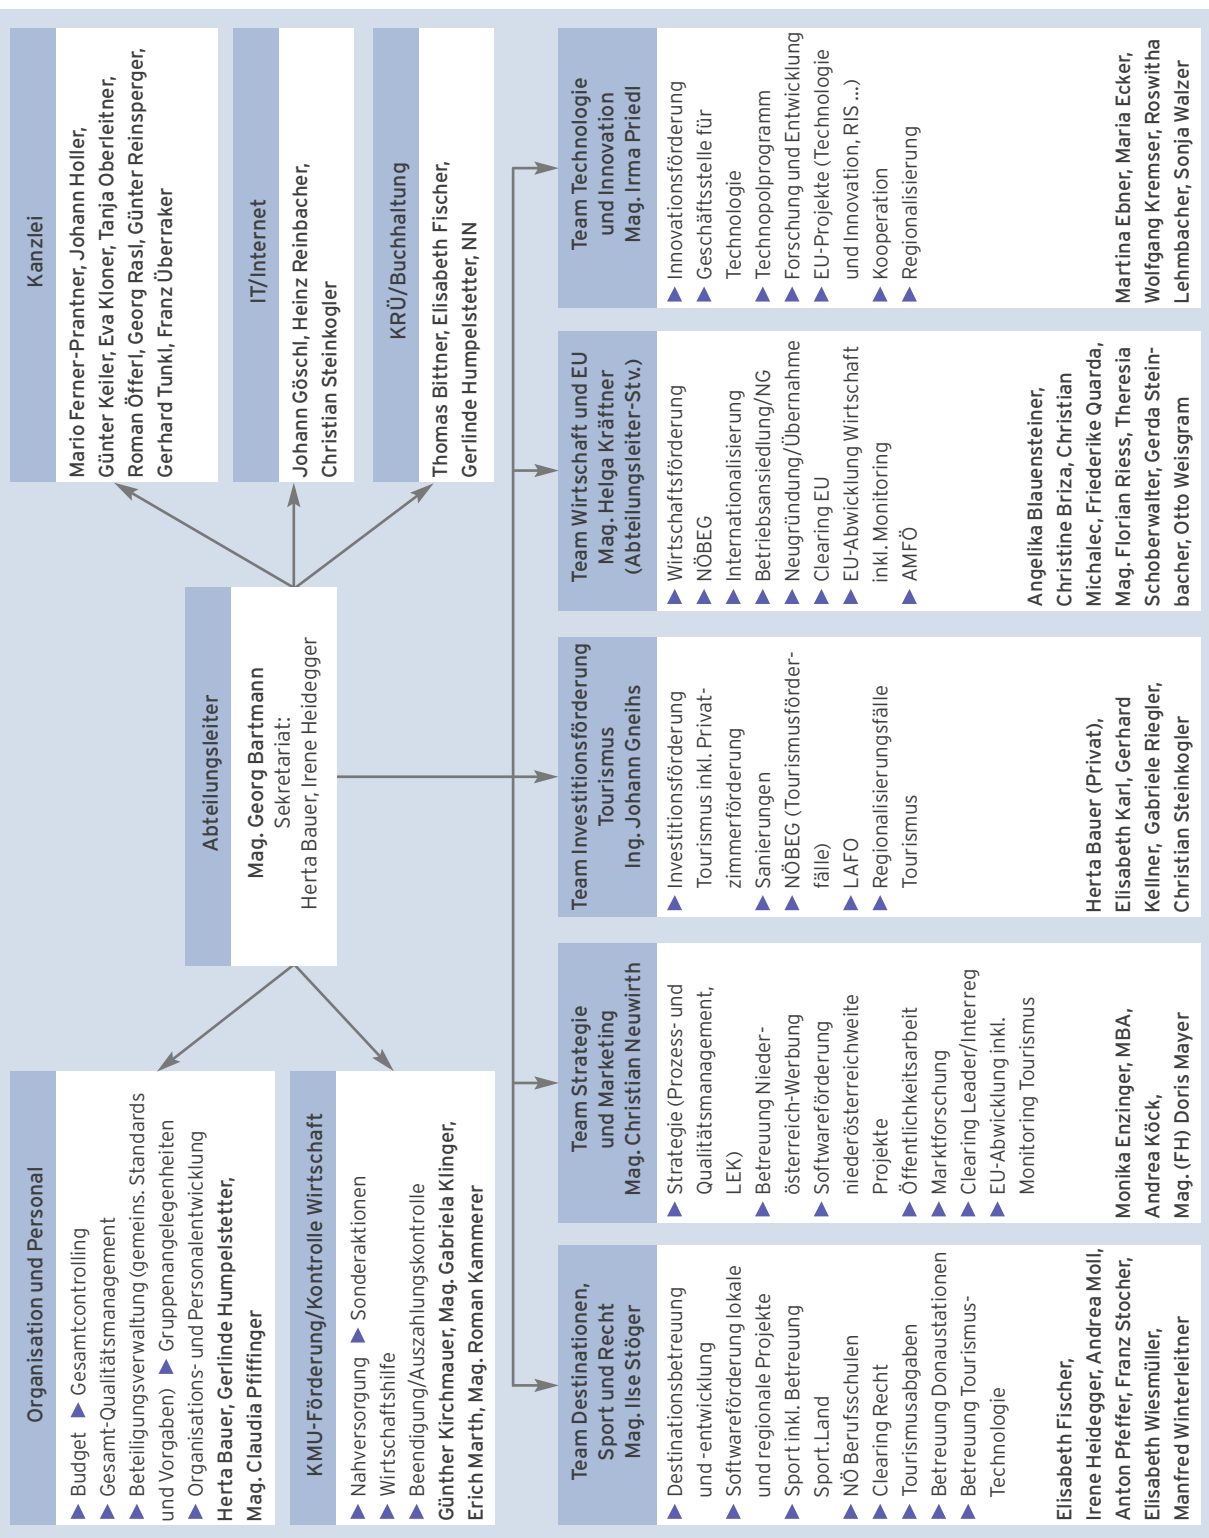 Organisation und Personal
▶ Budget ▶ Gesamtcontrolling
▶ Gesamt-Qualitätsmanagement
▶ Beteiligungsverwaltung (gemeins. Standards
und Vorgaben) ▶ Gruppenangelegenheiten
▶ Organisations- und Personalentwicklung
Herta Bauer, Gerlinde Humpelstetter,
Mag. Claudia Pfiffinger
KMU-Förderung/Kontrolle Wirtschaft
▶ Nahversorgung ▶ Sonderaktionen
▶ Wirtschaftshilfe
▶ Beendigung/Auszahlungskontrolle
Günther Kirchmauer, Mag. Gabriela Klinger,
Erich Marth, Mag. Roman Kammerer
Abteilungsleiter
Mag. Georg Bartmann
Sekretariat:
Herta Bauer, Irene Heidegger
Kanzlei
Mario Ferner-Prantner, Johann Holler,
Günter Keiler, Eva Kloner, Tanja Oberleitner,
Roman Öfferl, Georg Rasl, Günter Reinsperger,
Gerhard Tunkl, Franz Überraker
IT/Internet
Johann Göschl, Heinz Reinbacher,
Christian Steinkogler
KRÜ/Buchhaltung
Thomas Bittner, Elisabeth Fischer,
Gerlinde Humpelstetter, NN
Team Destinationen,
Sport und Recht
Mag. Ilse Stöger
▶ Destinationsbetreuung
und -entwicklung
▶ Softwareförderung lokale
und regionale Projekte
▶ Sport inkl. Betreuung
Sport.Land
▶ NÖ Berufsschulen
▶ Clearing Recht
▶ Tourismusabgaben
▶ Betreuung Donaustationen
▶ Betreuung Tourismus-
Technologie
Elisabeth Fischer,
Irene Heidegger, Andrea Moll,
Anton Pfeffer, Franz Stocher,
Elisabeth Wiesmüller,
Manfred Winterleitner
Team Strategie
und Marketing
Mag. Christian Neuwirth
▶ Strategie (Prozess- und
Qualitätsmanagement,
LEK)
▶ Betreuung Nieder-
österreich-Werbung
▶ Softwareförderung
niederösterreichweite
Projekte
▶ Öffentlichkeitsarbeit
▶ Marktforschung
▶ Clearing Leader/Interreg
▶ EU-Abwicklung inkl.
Monitoring Tourismus
Monika Enzinger, MBA,
Andrea Köck,
Mag. (FH) Doris Mayer
Team Investitionsförderung
Tourismus
Ing. Johann Gneihs
▶ Investitionsförderung
Tourismus inkl. Privat-
zimmerförderung
▶ Sanierungen
▶ NÖBEG (Tourismusförder-
fälle)
▶ LAFO
▶ Regionalisierungsfälle
Tourismus
Herta Bauer (Privat),
Elisabeth Karl, Gerhard
Kellner, Gabriele Riegler,
Christian Steinkogler
Team Wirtschaft und EU
Mag. Helga Kräftner
(Abteilungsleiter-Stv.)
▶ Wirtschaftsförderung
▶ NÖBEG
▶ Internationalisierung
▶ Betriebsansiedlung/NG
▶ Neugründung/Übernahme
▶ Clearing EU
▶ EU-Abwicklung Wirtschaft
inkl. Monitoring
▶ AMFÖ
Angelika Blauensteiner,
Christine Briza, Christian
Michalec, Friederike Quarda,
Mag. Florian Riess, Theresia
Schoberwalter, Gerda Stein-
bacher, Otto Weisgram
Team Technologie
und Innovation
Mag. Irma Priedl
▶ Innovationsförderung
▶ Geschäftsstelle für
Technologie
▶ Technopolprogramm
▶ Forschung und Entwicklung
▶ EU-Projekte (Technologie
und Innovation, RIS ...)
▶ Kooperation
▶ Regionalisierung
Martina Ebner, Maria Ecker,
Wolfgang Kremser, Roswitha
Lehmbacher, Sonja Walzer